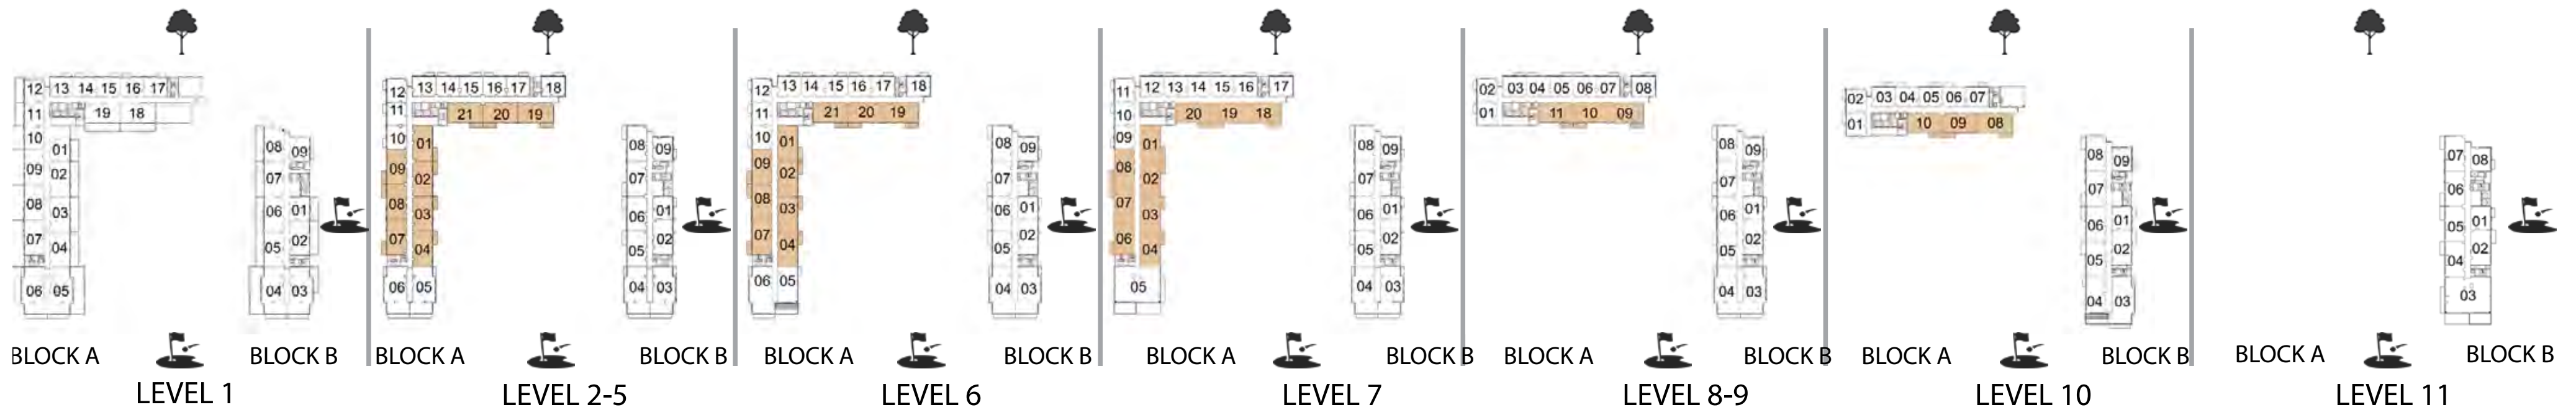 12 13 14 15 16 17
11 19 18
10 01
09 02
08 03
07 04
06 05
08 09
07
06 01
05 02
04 03
BLOCK A BLOCK B
LEVEL 1
12 13 14 15 16 17 18
11 21 20 19
10 01
09 02
08 03
07 04
06 05
08 09
07
06 01
05 02
04 03
BLOCK A BLOCK B
LEVEL 2-5
12 13 14 15 16 17 18
11 21 20 19
10 01
09 02
08 03
07 04
06 05
08 09
07
06 01
05 02
04 03
BLOCK A BLOCK B
LEVEL 6
11 12 13 14 15 16 17
10 20 19 18
09 01
08 02
07 03
06 04
05
08 09
07
06 01
05 02
04 03
BLOCK A BLOCK B
LEVEL 7
02 03 04 05 06 07 08
01 11 10 09
08 09
07
06 01
05 02
04 03
BLOCK A BLOCK B
LEVEL 8-9
02 03 04 05 06 07
01 10 09 08
08 09
07
06 01
05 02
04 03
BLOCK A BLOCK B
LEVEL 10
07 08
06
05 01
04 02
03
BLOCK A BLOCK B
LEVEL 11